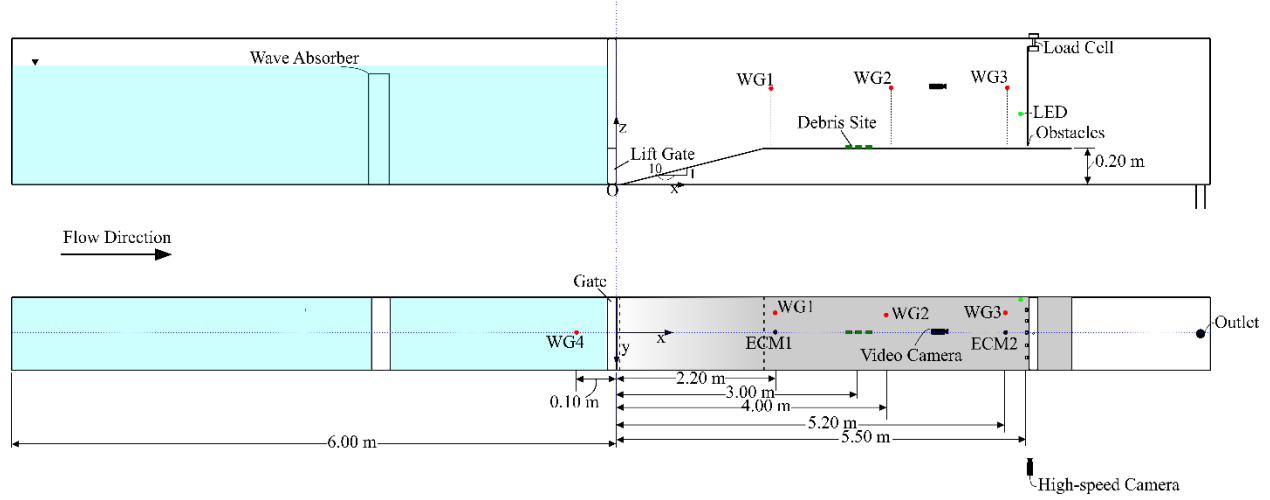 Load Cell
Wave Absorber
WG1
WG2
WG3
LED
Debris Site
Obstacles
z
Lift Gate
0.20 m
10
1
x
O
Flow Direction
Gate
WG1
WG2
WG3
Outlet
x
WG4
y
ECM1
Video Camera
ECM2
2.20 m
0.10 m
3.00 m
4.00 m
5.20 m
6.00 m
5.50 m
High-speed Camera